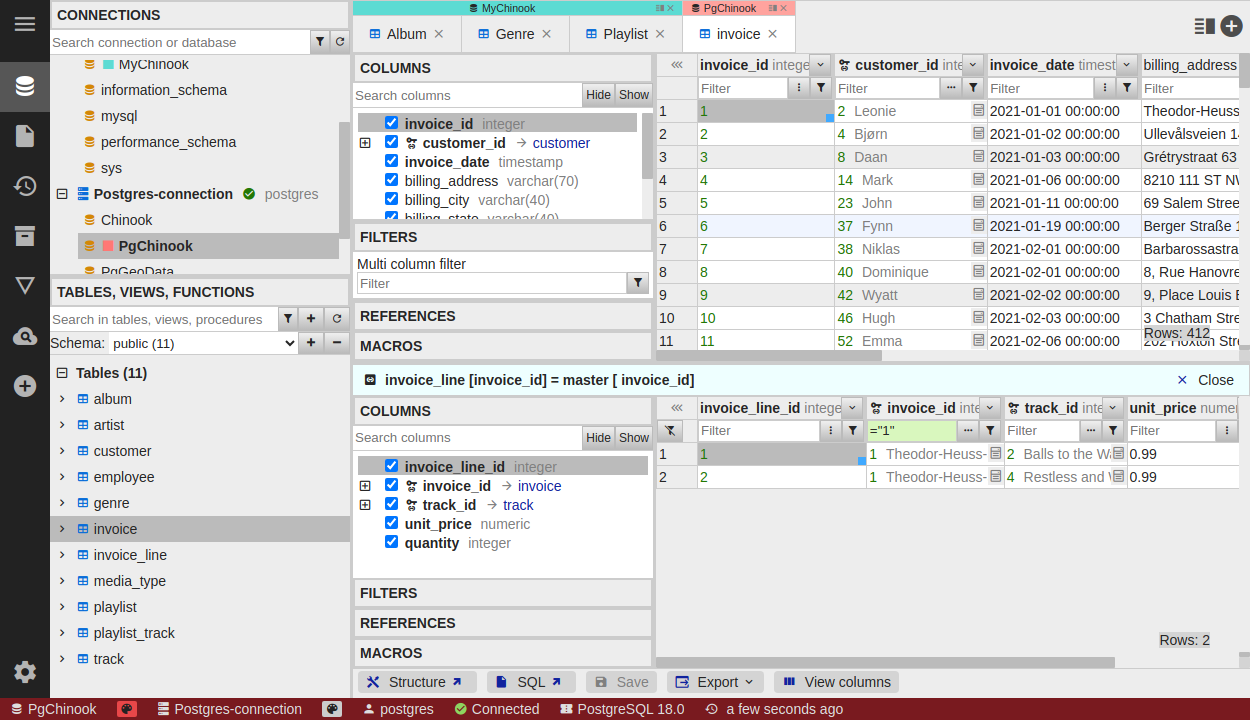 CONNECTIONS
Search connection or database
MyChinook
information_schema
mysql
performance_schema
sys
Postgres-connection postgres
Chinook
PgChinook
PgGeoData
TABLES, VIEWS, FUNCTIONS
Search in tables, views, procedures
Schema: public (11)
Tables (11)
album
artist
customer
employee
genre
invoice
invoice_line
media_type
playlist
playlist_track
track
MyChinook PgChinook
Album Genre Playlist invoice
COLUMNS
Search columns Hide Show
invoice_id integer
customer_id customer
invoice_date timestamp
billing_address varchar(70)
billing_city varchar(40)
billing_state varchar(40)
FILTERS
Multi column filter
Filter
REFERENCES
MACROS
invoice_id intege customer_id inte invoice_date timest billing_address
Filter Filter Filter Filter
1 1 2 Leonie 2021-01-01 00:00:00 Theodor-Heuss
2 2 4 Bjørn 2021-01-02 00:00:00 Ullevålsveien 14
3 3 8 Daan 2021-01-03 00:00:00 Grétrystraat 63
4 4 14 Mark 2021-01-06 00:00:00 8210 111 ST NW
5 5 23 John 2021-01-11 00:00:00 69 Salem Stree
6 6 37 Fynn 2021-01-19 00:00:00 Berger Straße 1
7 7 38 Niklas 2021-02-01 00:00:00 Barbarossastra
8 8 40 Dominique 2021-02-01 00:00:00 8, Rue Hanovre
9 9 42 Wyatt 2021-02-02 00:00:00 9, Place Louis B
10 10 46 Hugh 2021-02-03 00:00:00 3 Chatham Stre
11 11 52 Emma 2021-02-06 00:00:00 202 Hoxton Stre
Rows: 412
invoice_line [invoice_id] = master [ invoice_id] Close
COLUMNS
Search columns Hide Show
invoice_line_id integer
invoice_id invoice
track_id track
unit_price numeric
quantity integer
FILTERS
REFERENCES
MACROS
invoice_line_id intege invoice_id inte track_id inte unit_price numer
Filter ="1" Filter Filter
1 1 1 Theodor-Heuss- 2 Balls to the Wa 0.99
2 2 1 Theodor-Heuss- 4 Restless and W 0.99
Rows: 2
Structure SQL Save Export View columns
PgChinook Postgres-connection postgres Connected PostgreSQL 18.0 a few seconds ago